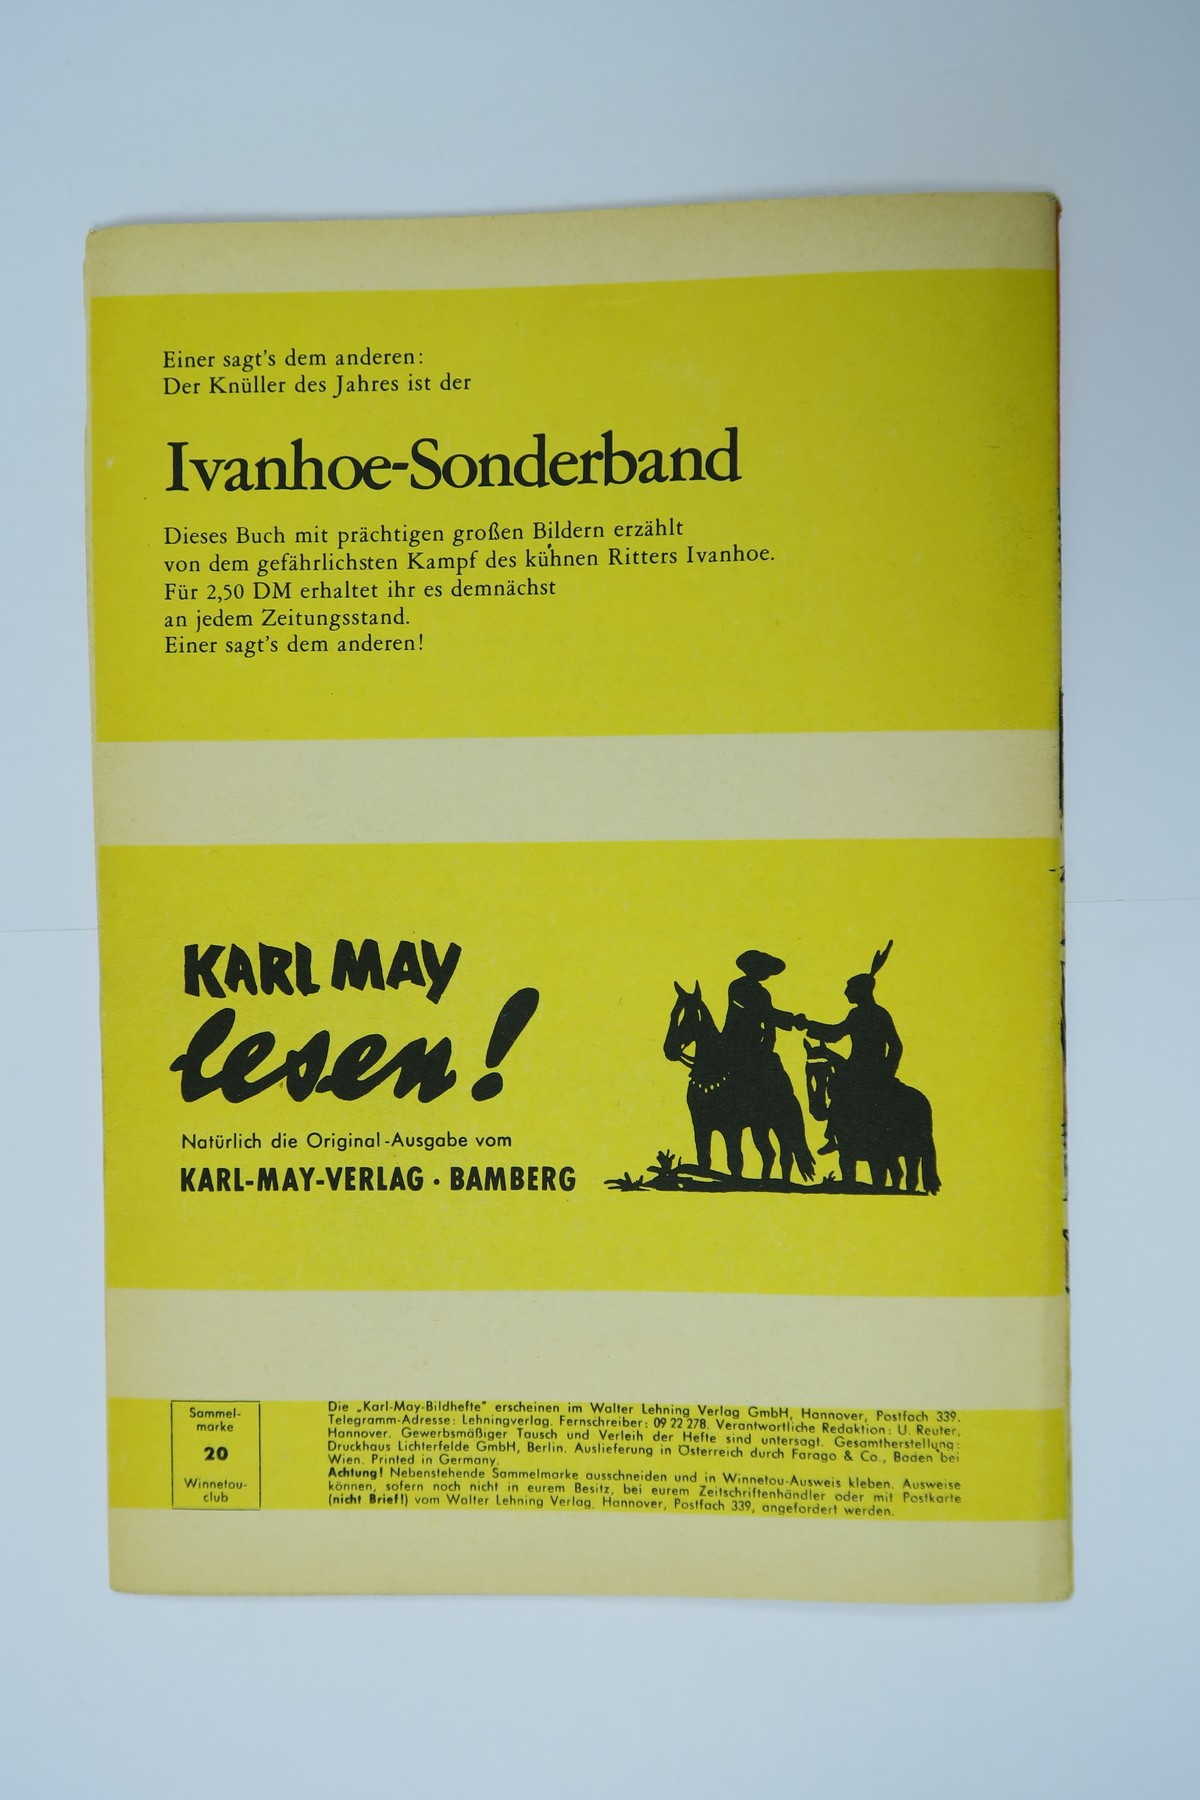 Einer sagt's dem anderen:
Der Knüller des Jahres ist der
Ivanhoe-Sonderband
Dieses Buch mit prächtigen großen Bildern erzählt
von dem gefährlichsten Kampf des kühnen Ritters Ivanhoe.
Für 2,50 DM erhaltet ihr es demnächst
an jedem Zeitungsstand.
Einer sagt's dem anderen!
KARL MAY
lesen!
Natürlich die Original-Ausgabe vom
KARL-MAY-VERLAG · BAMBERG
Sammel-
marke
20
Winnetou-
club
Die „Karl-May-Bildhefte" erscheinen im Walter Lehning Verlag GmbH, Hannover, Postfach 339.
Telegramm-Adresse: Lehningverlag. Fernschreiber: 09 22 278. Verantwortliche Redaktion: U. Reuter,
Hannover. Gewerbsmäßiger Tausch und Verleih der Hefte sind untersagt. Gesamtherstellung:
Druckhaus Lichterfelde GmbH, Berlin. Auslieferung in Österreich durch Farago & Co., Baden bei
Wien. Printed in Germany.
Achtung! Nebenstehende Sammelmarke ausschneiden und in Winnetou-Ausweis kleben. Ausweise
können, sofern noch nicht in eurem Besitz, bei eurem Zeitschriftenhändler oder mit Postkarte
(nicht Brief!) vom Walter Lehning Verlag, Hannover, Postfach 339, angefordert werden.